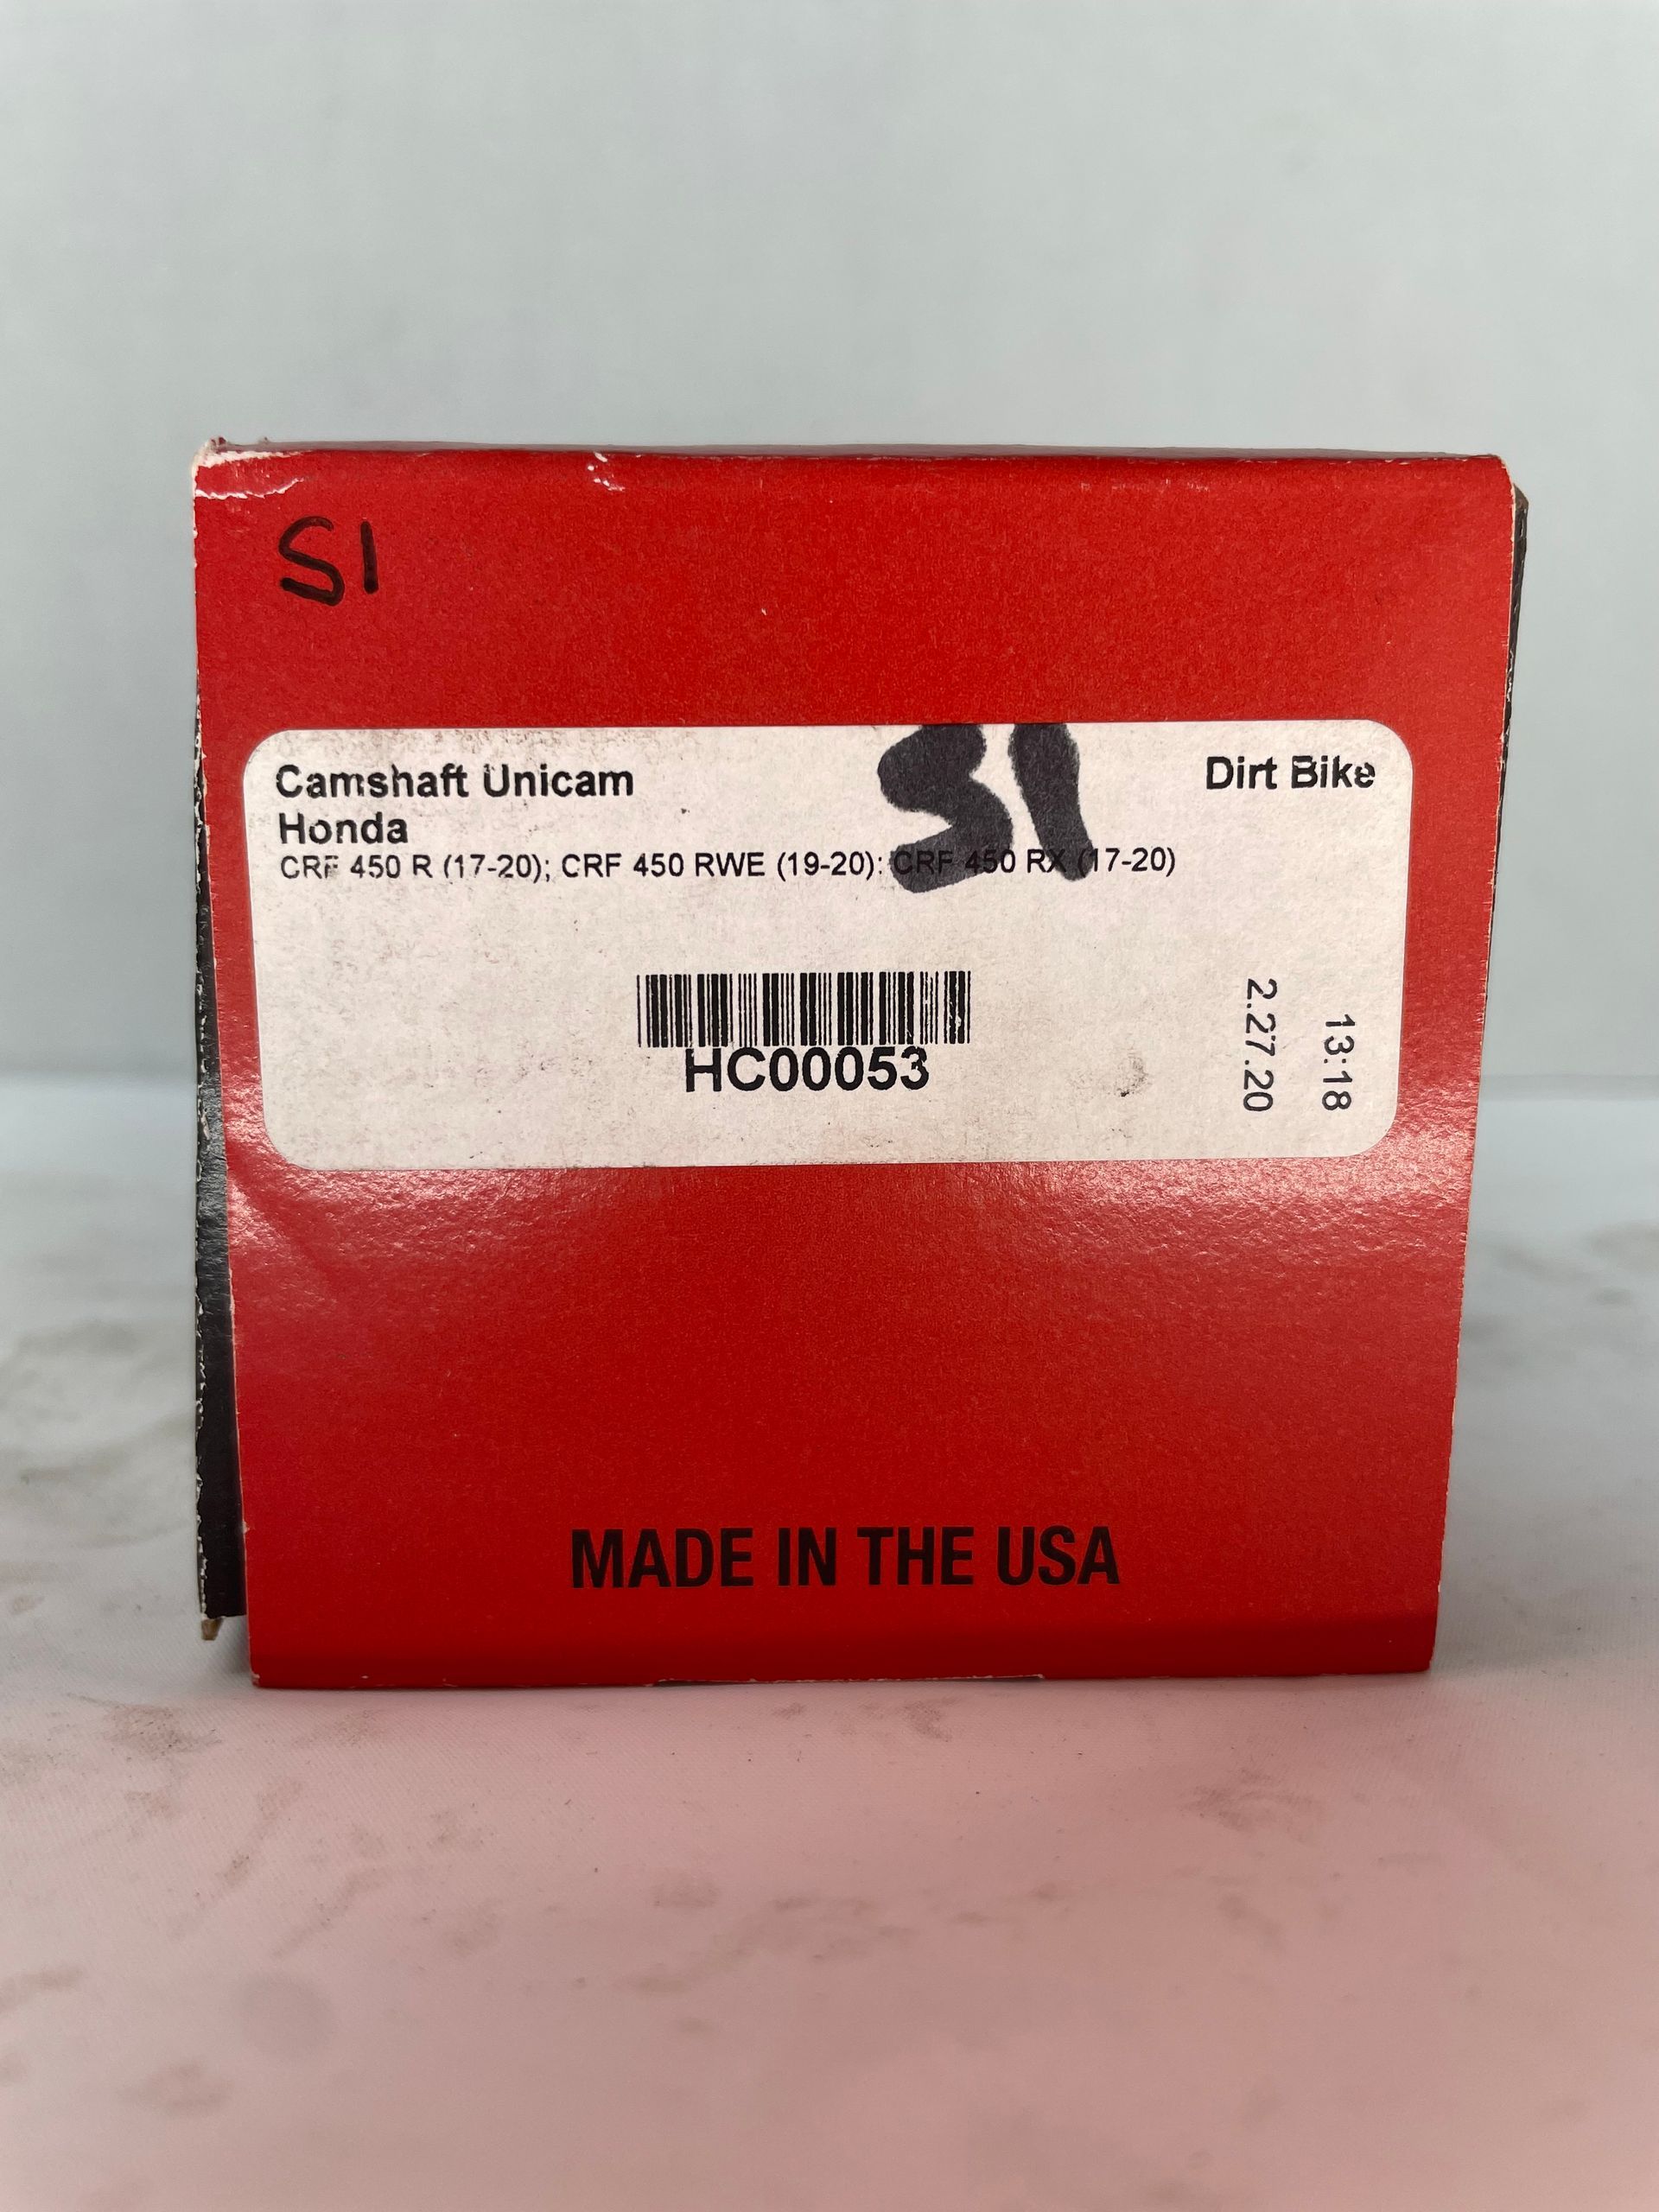 S1
S1
Camshaft Unicam
Dirt Bike
Honda
CRF 450 R (17-20); CRF 450 RWE (19-20); CRF 450 RX (17-20)
HC00053
13:18
2.27.20
MADE IN THE USA